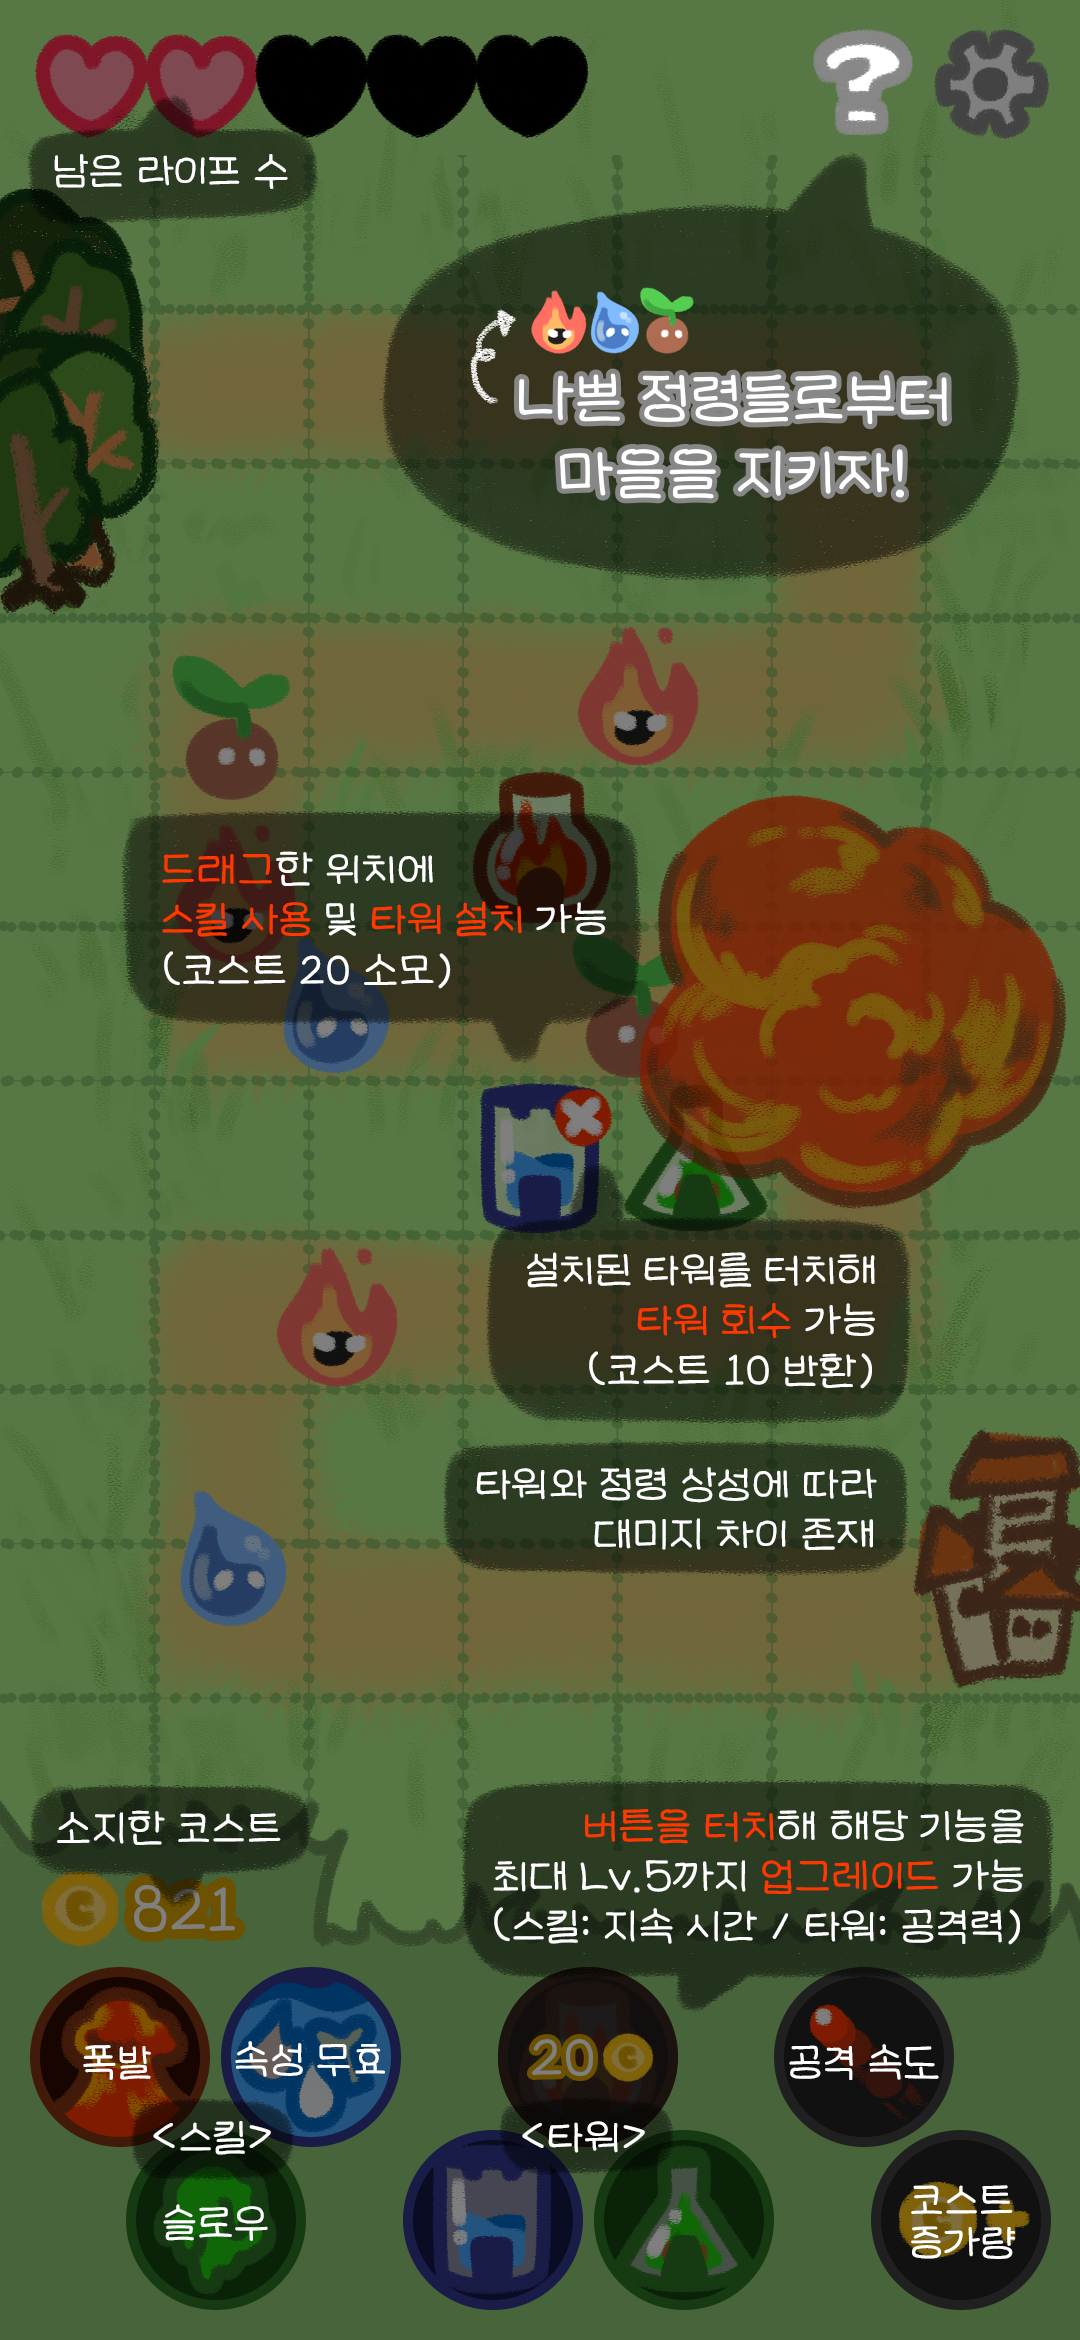 ?
남은 라이프 수
나쁜 정령들로부터
마을을 지키자!
드래그한 위치에
스킬 사용 및 타워 설치 가능
(코스트 20 소모)
설치된 타워를 터치해
타워 회수 가능
(코스트 10 반환)
타워와 정령 상성에 따라
대미지 차이 존재
소지한 코스트
821
버튼을 터치해 해당 기능을
최대 Lv.5까지 업그레이드 가능
(스킬: 지속 시간 / 타워: 공격력)
폭발
속성 무효
20
공격 속도
<스킬>
<타워>
슬로우
코스트
증가량